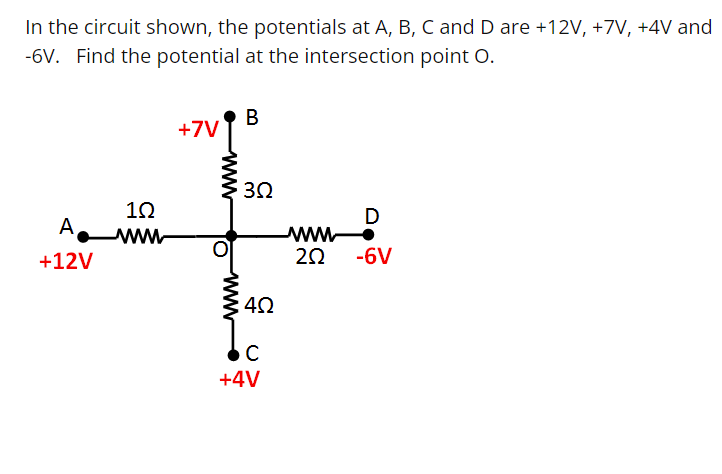 In the circuit shown, the potentials at A, B, C and D are +12V, +7V, +4V and
-6V. Find the potential at the intersection point O.
B
+7V
3Ω
1Ω
A
D
O
+12V
2Ω
-6V
4Ω
C
+4V